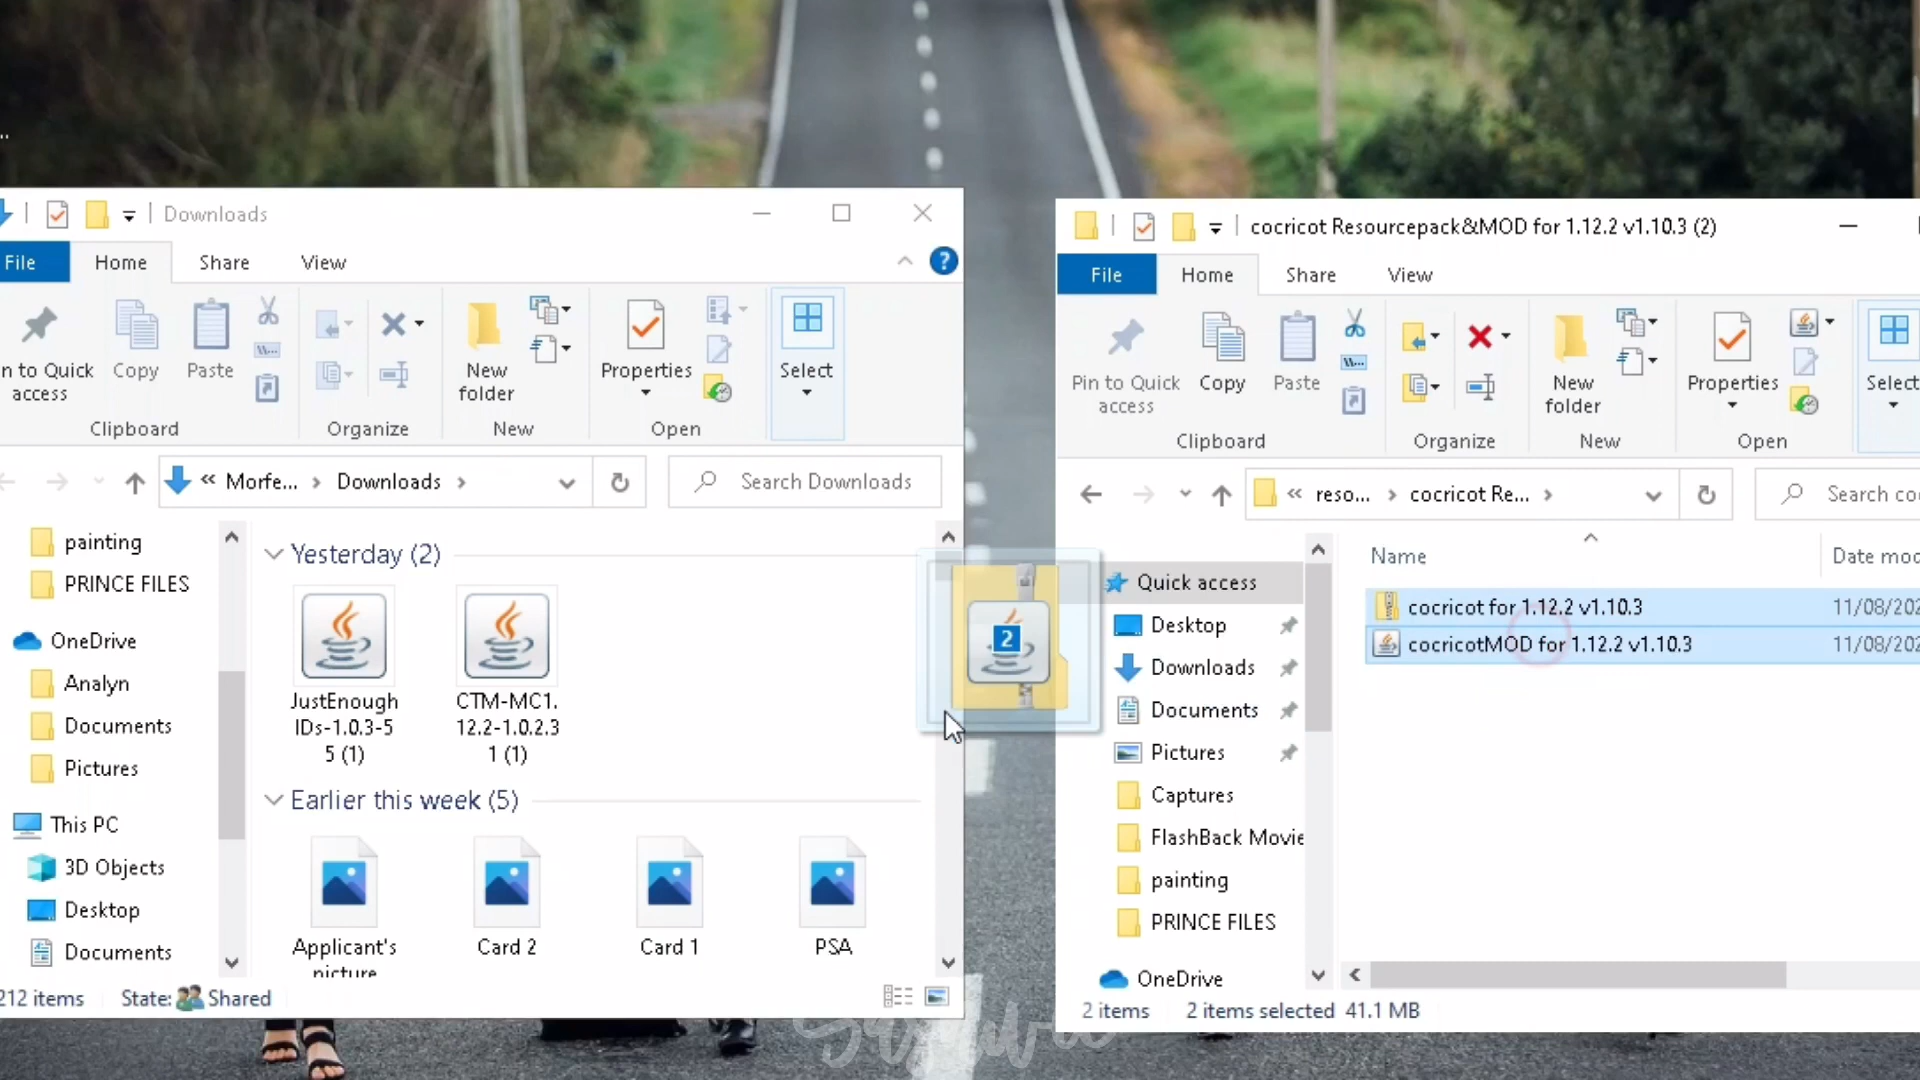 Downloads
File
Home
Share
View
n to Quick
access
Copy
Paste
Clipboard
Organize
New
folder
New
Properties
Open
Select
« Morfe... › Downloads ›
Search Downloads
painting
PRINCE FILES
OneDrive
Analyn
Documents
Pictures
This PC
3D Objects
Desktop
Documents
Yesterday (2)
JustEnough
IDs-1.0.3-5
5 (1)
CTM-MC1.
12.2-1.0.2.3
1 (1)
Earlier this week (5)
Applicant's
picture
Card 2
Card 1
PSA
212 items
State: Shared
2
cocricot Resourcepack&MOD for 1.12.2 v1.10.3 (2)
File
Home
Share
View
Pin to Quick
access
Copy
Paste
Clipboard
Organize
New
folder
New
Properties
Open
Select
« reso... › cocricot Re... ›
Search co
Quick access
Desktop
Downloads
Documents
Pictures
Captures
FlashBack Movie
painting
PRINCE FILES
OneDrive
Name
Date mo
cocricot for 1.12.2 v1.10.3
11/08/202
cocricotMOD for 1.12.2 v1.10.3
11/08/202
2 items
2 items selected 41.1 MB